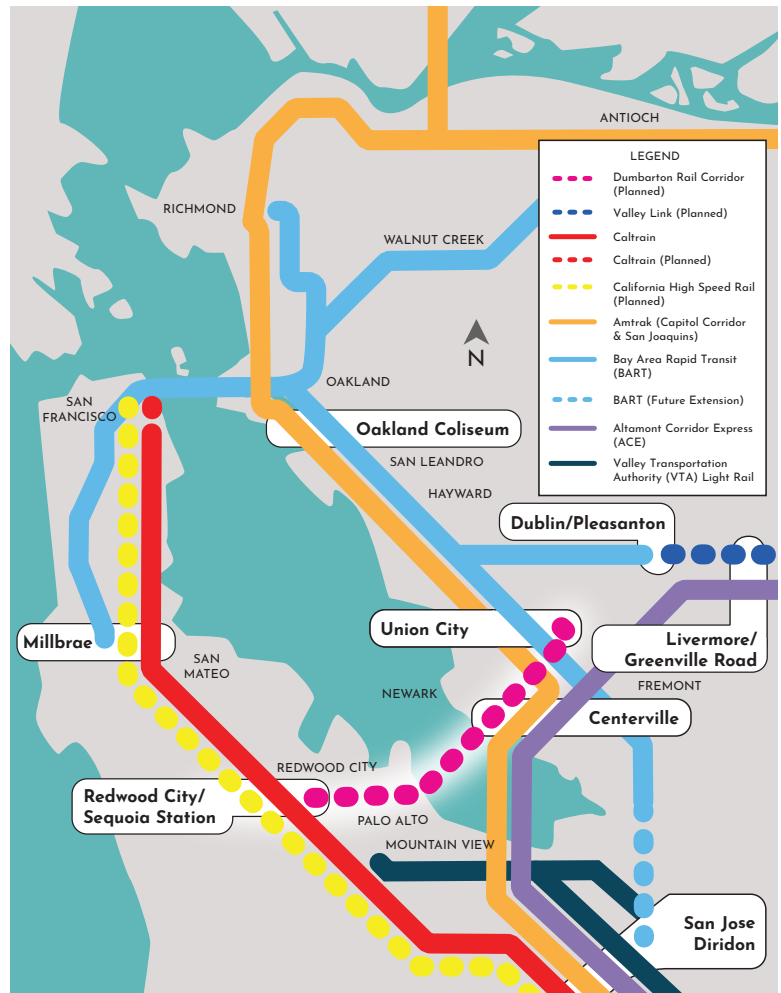 ANTIOCH
LEGEND
Dumbarton Rail Corridor
(Planned)
Valley Link (Planned)
Caltrain
Caltrain (Planned)
California High Speed Rail
(Planned)
Amtrak (Capitol Corridor
& San Joaquins)
Bay Area Rapid Transit
(BART)
BART (Future Extension)
Altamont Corridor Express
(ACE)
Valley Transportation
Authority (VTA) Light Rail
RICHMOND
WALNUT CREEK
N
OAKLAND
SAN
FRANCISCO
Oakland Coliseum
SAN LEANDRO
HAYWARD
Dublin/Pleasanton
Union City
Millbrae
Livermore/
Greenville Road
SAN
MATEO
FREMONT
NEWARK
Centerville
REDWOOD CITY
Redwood City/
Sequoia Station
PALO ALTO
MOUNTAIN VIEW
San Jose
Diridon